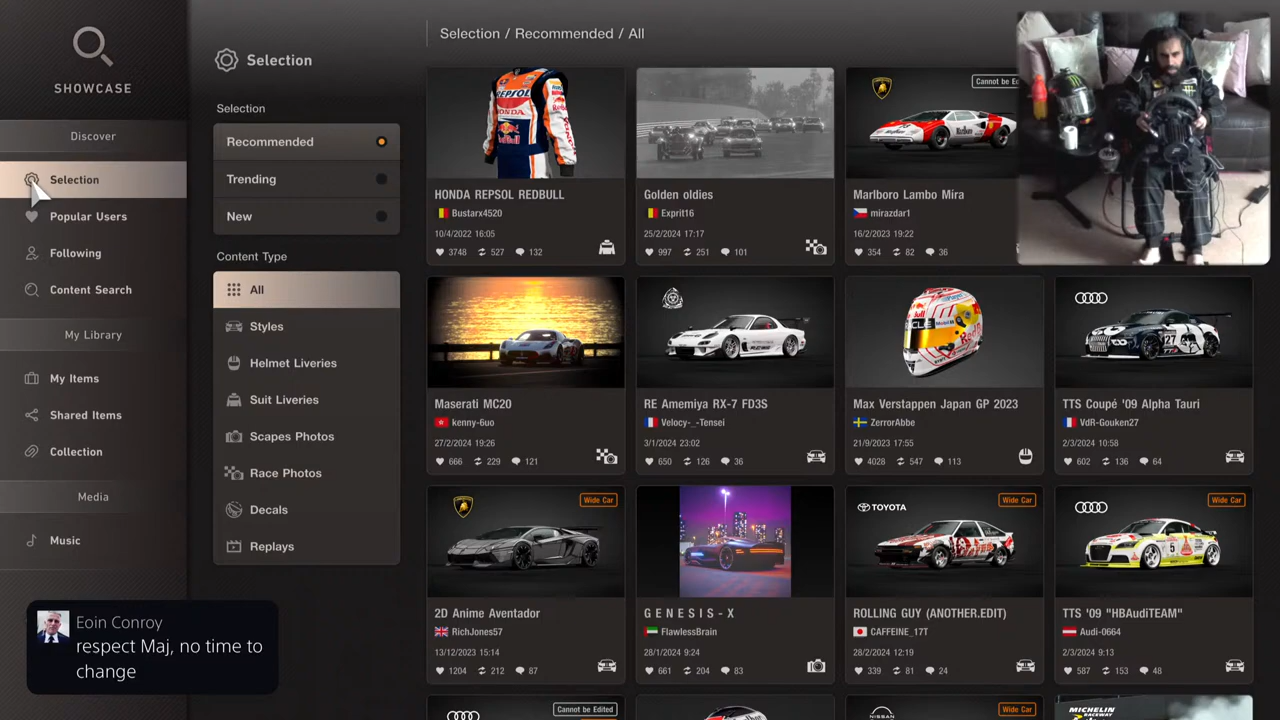 SHOWCASE
Discover
Selection
Popular Users
Following
Content Search
My Library
My Items
Shared Items
Collection
Media
Music
Eoin Conroy
respect Maj, no time to
change
Selection
Selection
Recommended
Trending
New
Content Type
All
Styles
Helmet Liveries
Suit Liveries
Scapes Photos
Race Photos
Decals
Replays
Selection / Recommended / All
HONDA REPSOL REDBULL
Bustarx4520
10/4/2022 16:05
3748 527 132
Golden oldies
Exprit16
25/2/2024 17:17
997 251 101
Cannot be Ed
Marlboro Lambo Mira
mirazdar1
16/2/2023 19:22
354 82 36
Maserati MC20
kenny-6uo
27/2/2024 19:26
666 229 121
RE Amemiya RX-7 FD3S
Velocy-_-Tensei
3/1/2024 23:02
650 126 36
Max Verstappen Japan GP 2023
ZerrorAbbe
21/9/2023 17:55
4028 547 113
TTS Coupé '09 Alpha Tauri
VdR-Gouken27
2/3/2024 10:58
602 136 64
Wide Car
2D Anime Aventador
RichJones57
13/12/2023 15:14
1204 212 87
G E N E S I S - X
FlawlessBrain
28/1/2024 9:24
661 204 83
TOYOTA
Wide Car
ROLLING GUY (ANOTHER.EDIT)
CAFFEINE_17T
28/2/2024 12:19
339 81 24
Wide Car
TTS '09 "HBAudiTEAM"
Audi-0664
2/3/2024 9:13
587 153 48
Cannot be Edited
Wide Car
MICHELIN
RACEWAY